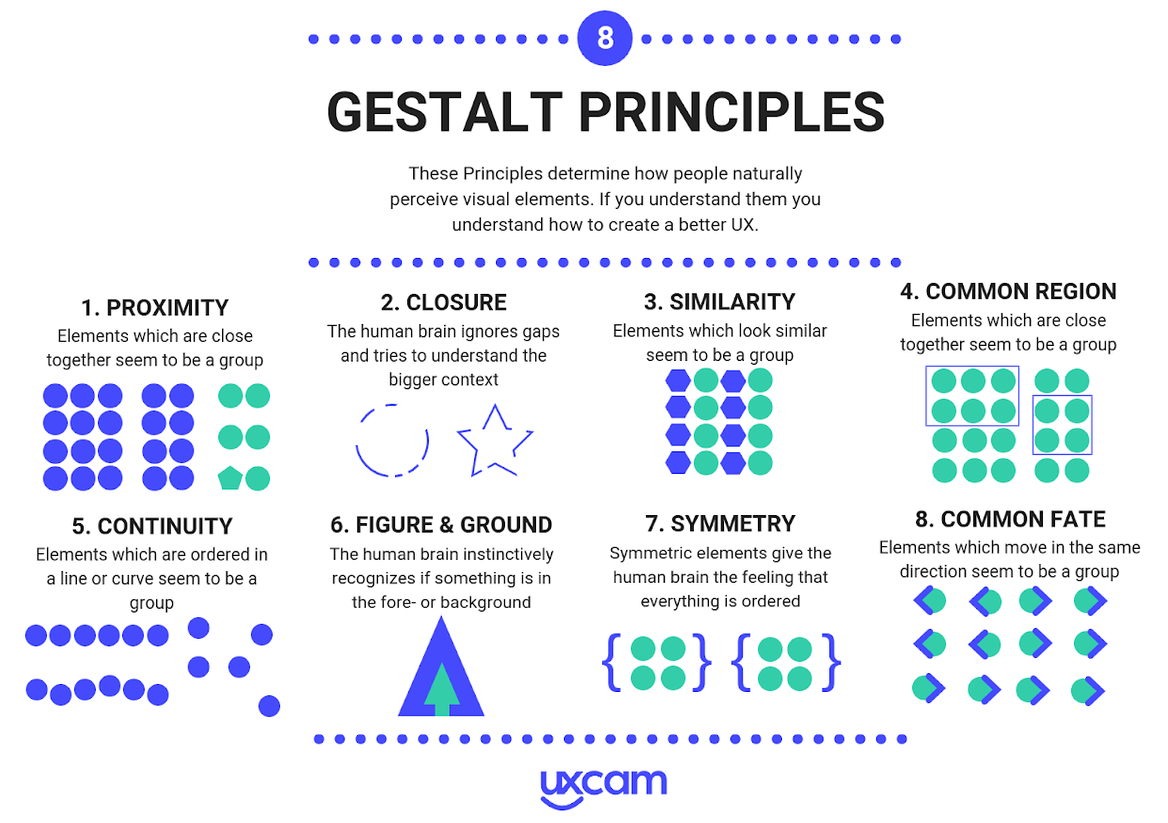 8
GESTALT PRINCIPLES
These Principles determine how people naturally
perceive visual elements. If you understand them you
understand how to create a better UX.
1. PROXIMITY
Elements which are close
together seem to be a group
2. CLOSURE
The human brain ignores gaps
and tries to understand the
bigger context
3. SIMILARITY
Elements which look similar
seem to be a group
4. COMMON REGION
Elements which are close
together seem to be a group
5. CONTINUITY
Elements which are ordered in
a line or curve seem to be a
group
6. FIGURE & GROUND
The human brain instinctively
recognizes if something is in
the fore- or background
7. SYMMETRY
Symmetric elements give the
human brain the feeling that
everything is ordered
{ } { }
8. COMMON FATE
Elements which move in the same
direction seem to be a group
uxcam